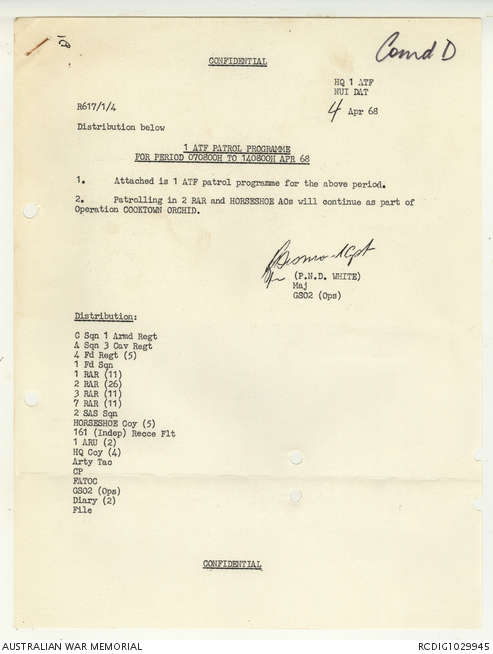 Comd D
CONFIDENTIAL
HQ 1 ATF
NUI DAT
R617/1/4
4 Apr 68
Distribution below
1 ATF PATROL PROGRAMME
FOR PERIOD 070800H TO 140800H APR 68
1. Attached is 1 ATF patrol programme for the above period.
2. Patrolling in 2 RAR and HORSESHOE AOs will continue as part of
Operation COOKTOWN ORCHID.
(P.N.D. WHITE)
Maj
GSO2 (Ops)
Distribution:
C Sqn 1 Armd Regt
A Sqn 3 Cav Regt
4 Fd Regt (5)
1 Fd Sqn
1 RAR (11)
2 RAR (26)
3 RAR (11)
7 RAR (11)
2 SAS Sqn
HORSESHOE Coy (5)
161 (Indep) Recce Flt
1 ARU (2)
HQ Coy (4)
Arty Tac
CP
FATOC
GSO2 (Ops)
Diary (2)
File
CONFIDENTIAL
AUSTRALIAN WAR MEMORIAL
RCDIG1029945